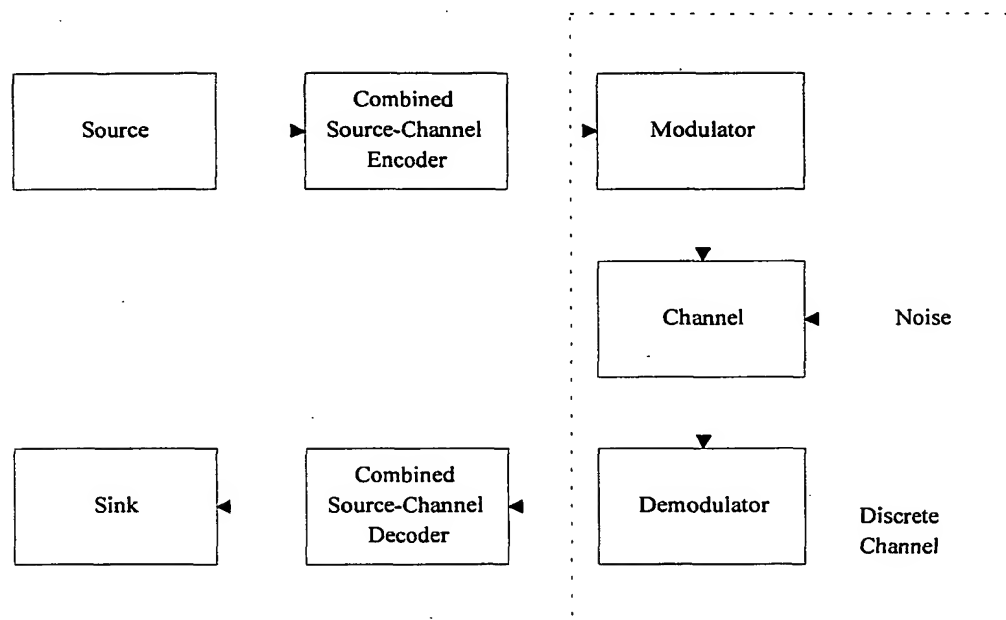 Source
Combined
Source-Channel
Encoder
Modulator
Channel
Noise
Sink
Combined
Source-Channel
Decoder
Demodulator
Discrete
Channel